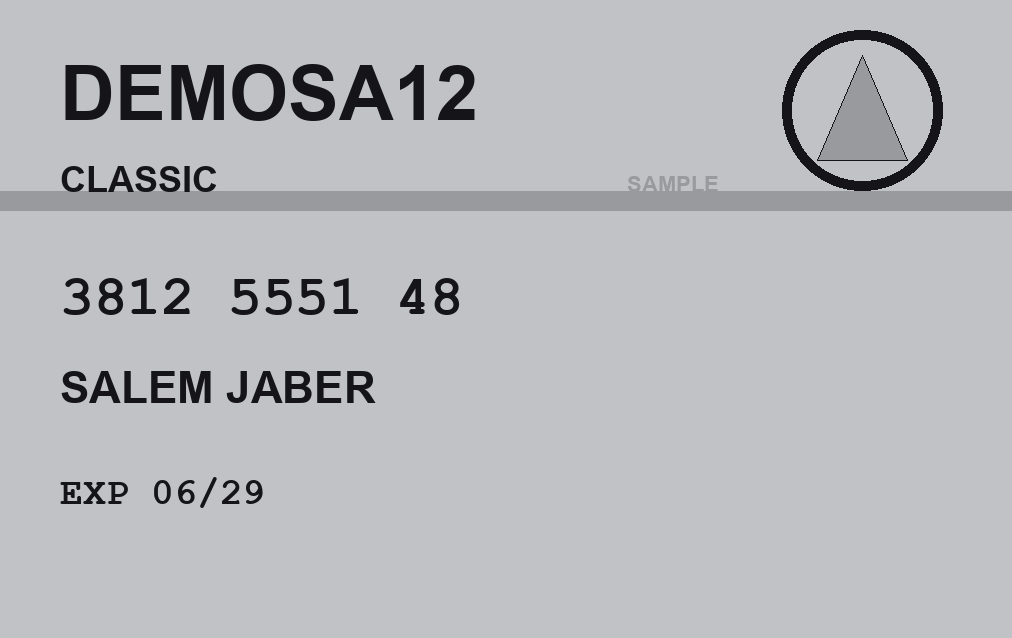 DEMOSA12
CLASSIC
SAMPLE
3812 5551 48
SALEM JABER
EXP 06/29